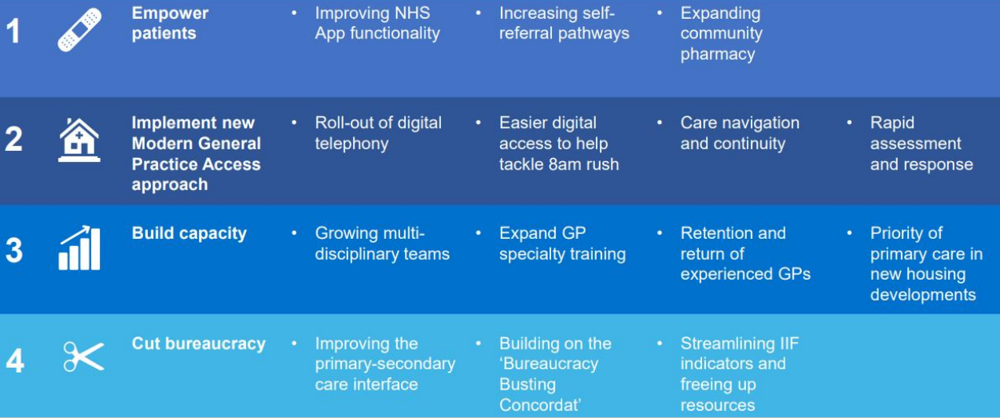 1
Empower
patients
• Improving NHS
App functionality
• Increasing self-
referral pathways
• Expanding
community
pharmacy
2
Implement new
Modern General
Practice Access
approach
• Roll-out of digital
telephony
• Easier digital
access to help
tackle 8am rush
• Care navigation
and continuity
• Rapid
assessment
and response
3
Build capacity
• Growing multi-
disciplinary teams
• Expand GP
specialty training
• Retention and
return of
experienced GPs
• Priority of
primary care in
new housing
developments
4
Cut bureaucracy
• Improving the
primary-secondary
care interface
• Building on the
‘Bureaucracy
Busting
Concordat’
• Streamlining IIF
indicators and
freeing up
resources